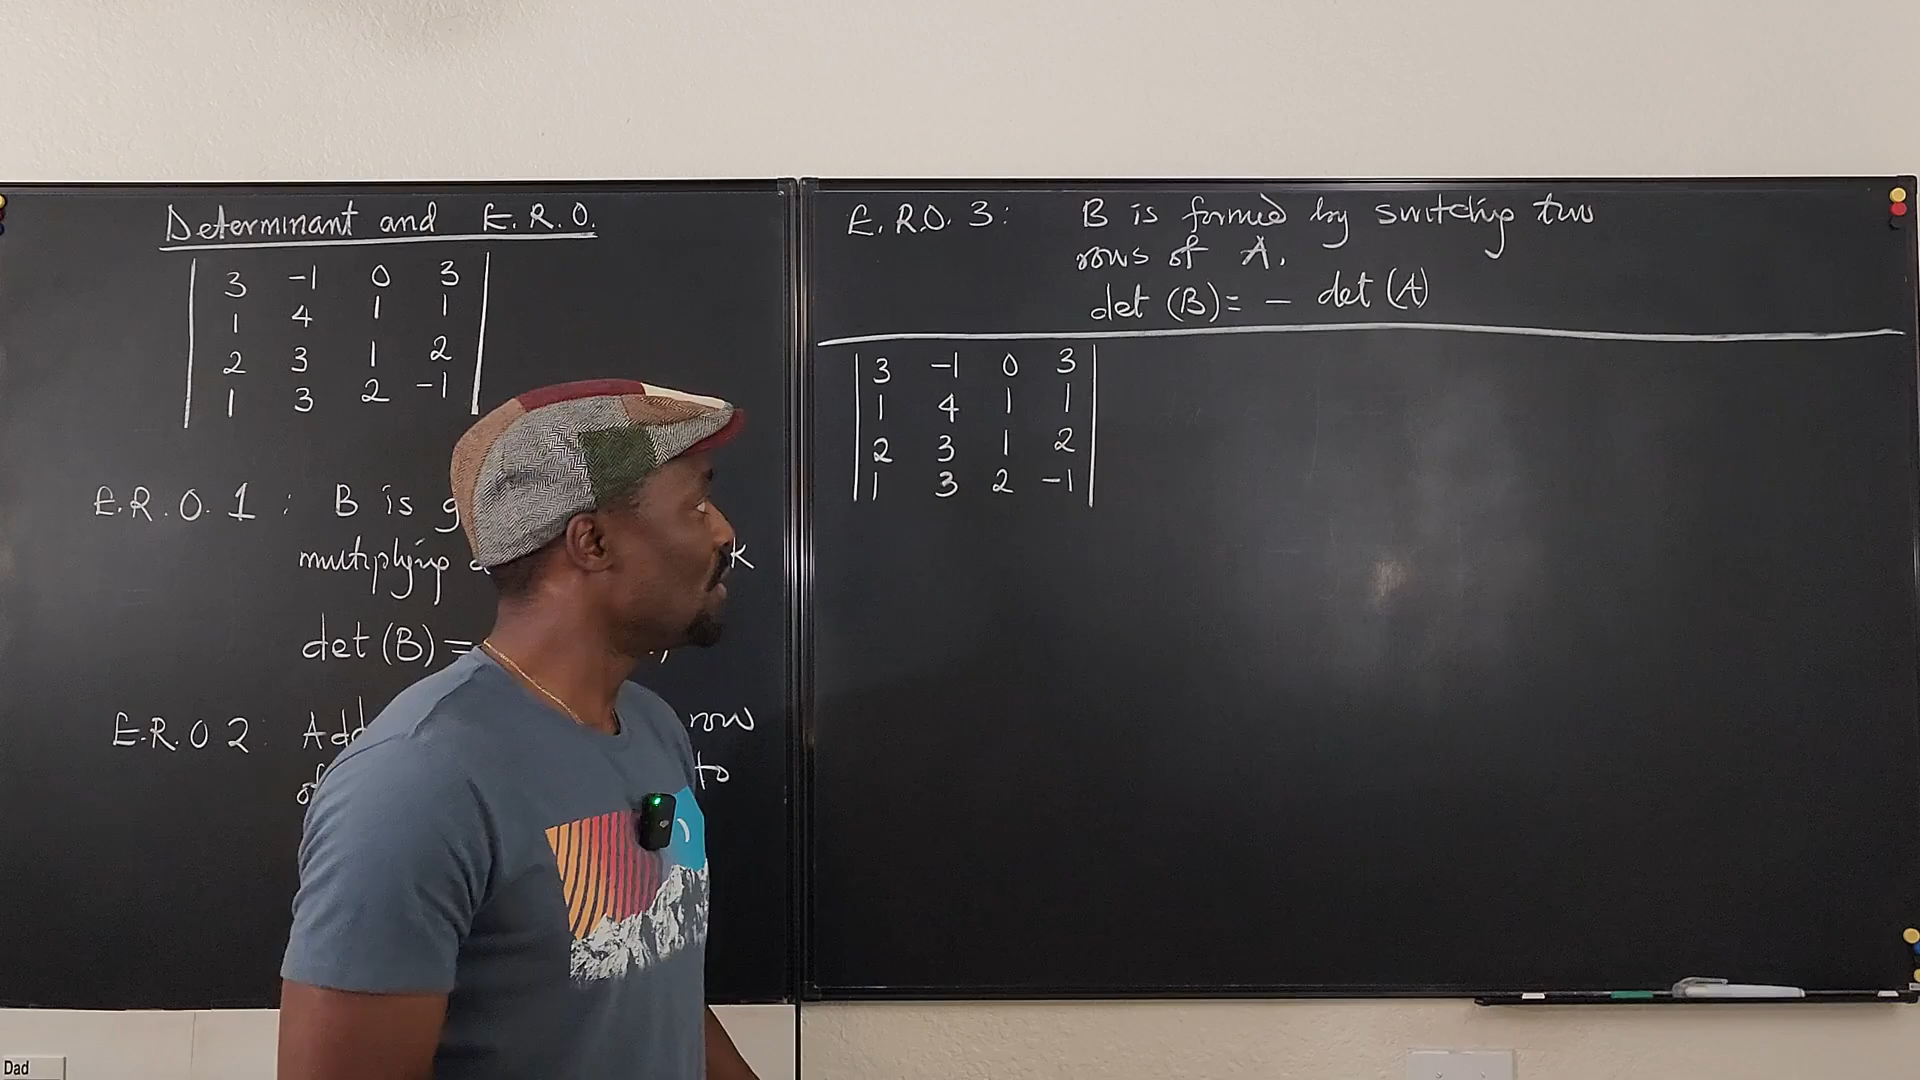 Determinant and E.R.O.
3 -1 0 3
1 4 1 1
2 3 1 2
1 3 2 -1
E.R.O. 1 : B is
multiplying k
det (B) =
E.R.O 2: row
to
E.R.O. 3: B is formed by switching two
rows of A.
det (B) = - det (A)
3 -1 0 3
1 4 1 1
2 3 1 2
1 3 2 -1
Dad